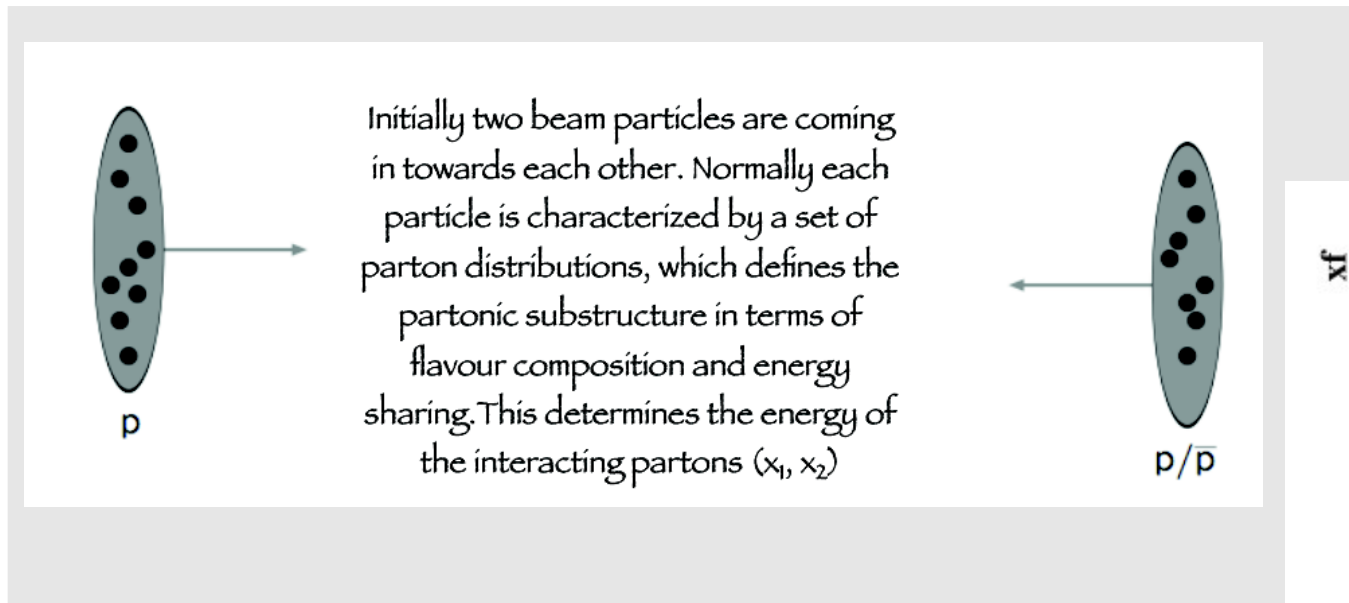 Initially two beam particles are coming
in towards each other. Normally each
particle is characterized by a set of
parton distributions, which defines the
partonic substructure in terms of
flavour composition and energy
sharing.This determines the energy of
the interacting partons (x₁, x₂)
p
p/p̅
xf